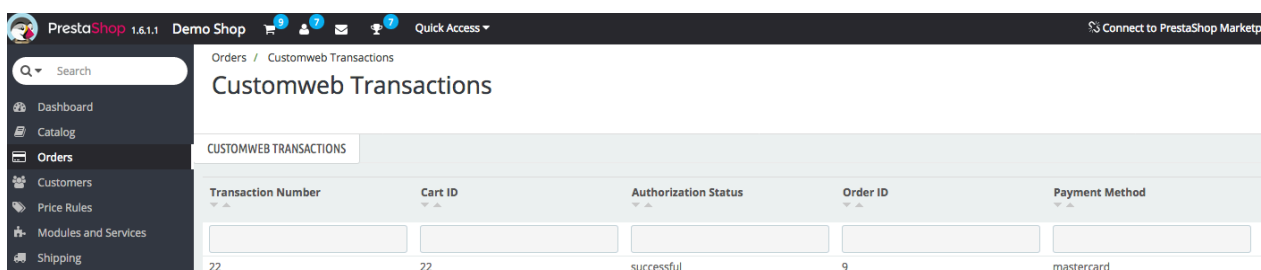 PrestaShop 1.6.1.1 Demo Shop 9 7 7 Quick Access Connect to PrestaShop Marketp
Search
Orders / Customweb Transactions
Customweb Transactions
Dashboard
Catalog
Orders
Customers
Price Rules
Modules and Services
Shipping
CUSTOMWEB TRANSACTIONS
Transaction Number Cart ID Authorization Status Order ID Payment Method
22 22 successful 9 mastercard